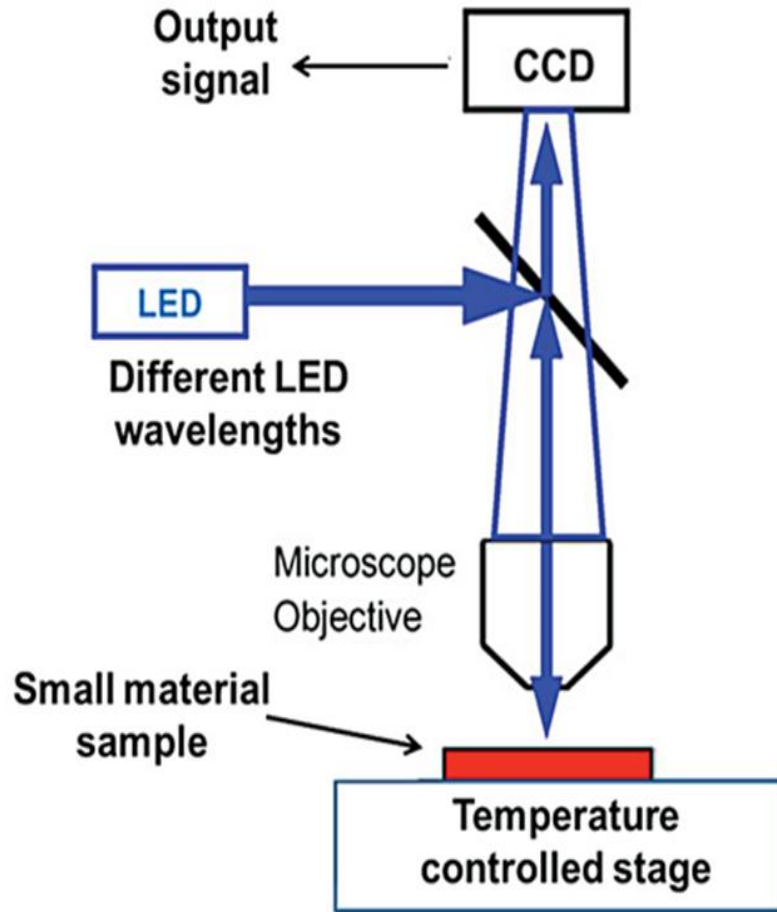 Output
signal
CCD
LED
Different LED
wavelengths
Microscope
Objective
Small material
sample
Temperature
controlled stage